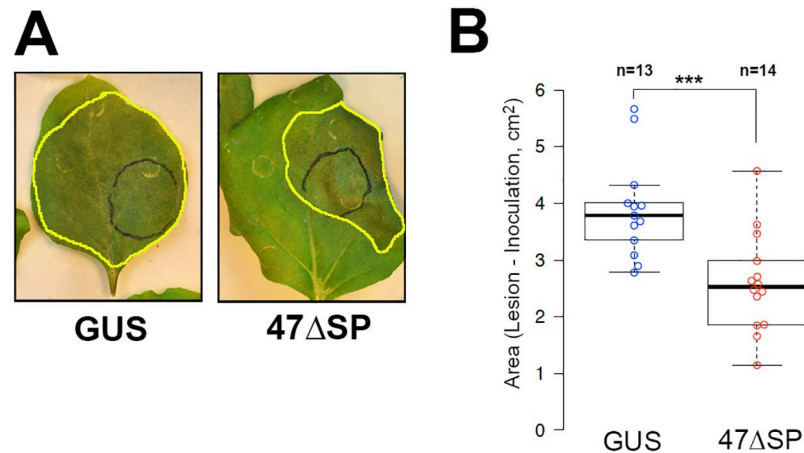 A
GUS
47ΔSP
B
n=13
***
n=14
Area (Lesion - Inoculation, cm²)
6
5
4
3
2
1
0
GUS
47ΔSP